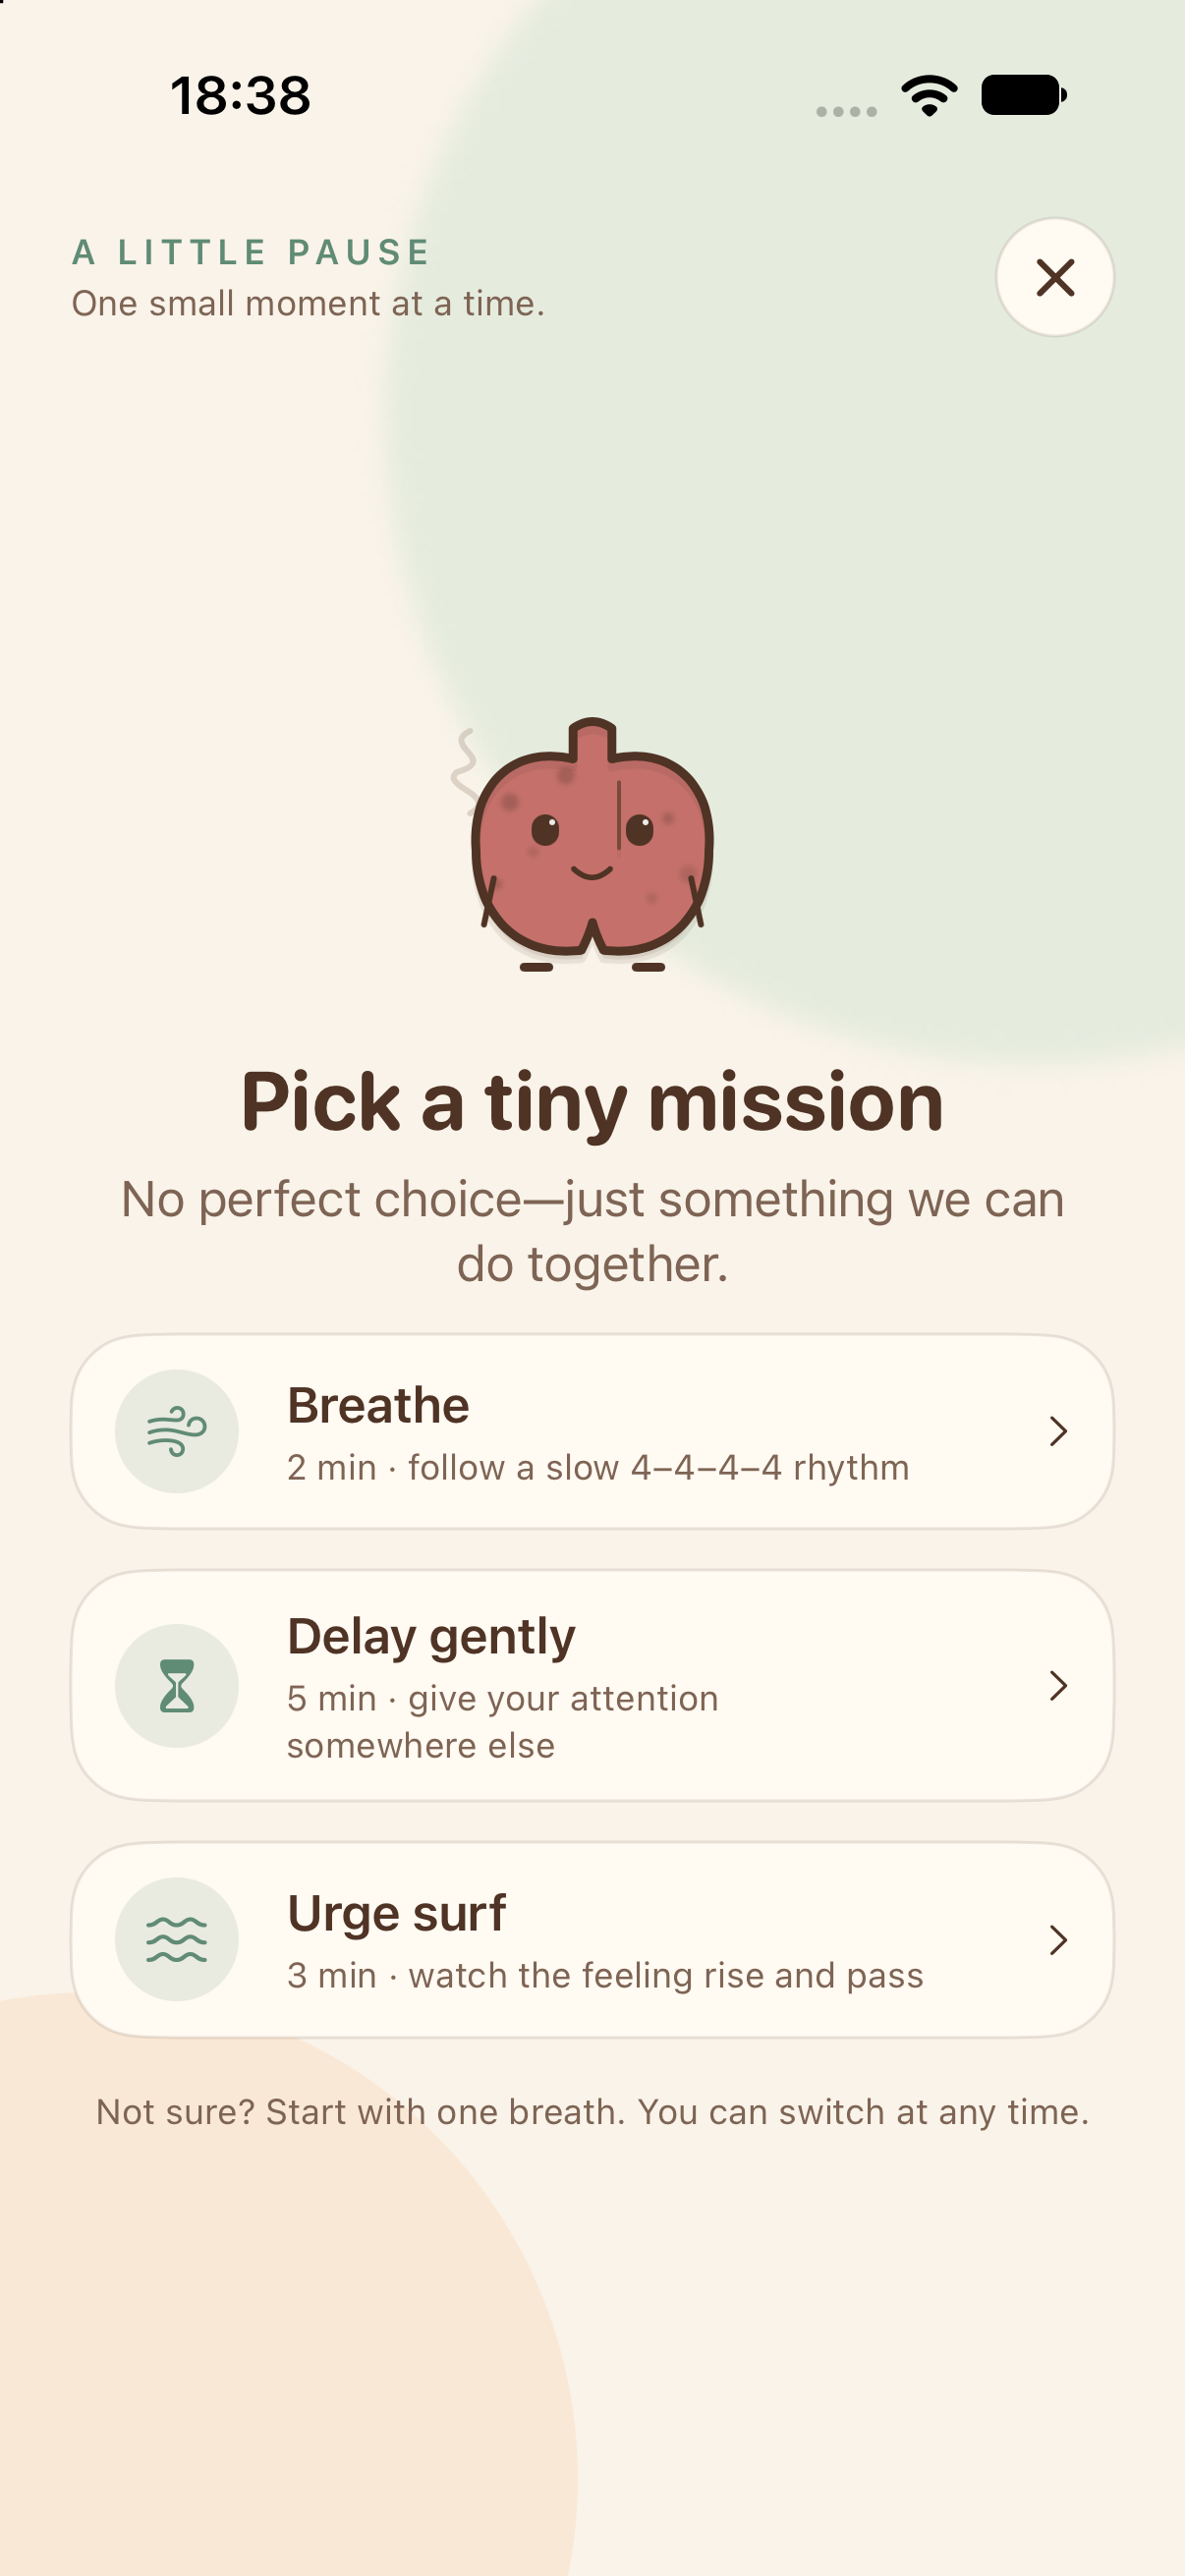 18:38
A LITTLE PAUSE
One small moment at a time.
Pick a tiny mission
No perfect choice—just something we can
do together.
Breathe
2 min · follow a slow 4–4–4–4 rhythm
Delay gently
5 min · give your attention
somewhere else
Urge surf
3 min · watch the feeling rise and pass
Not sure? Start with one breath. You can switch at any time.